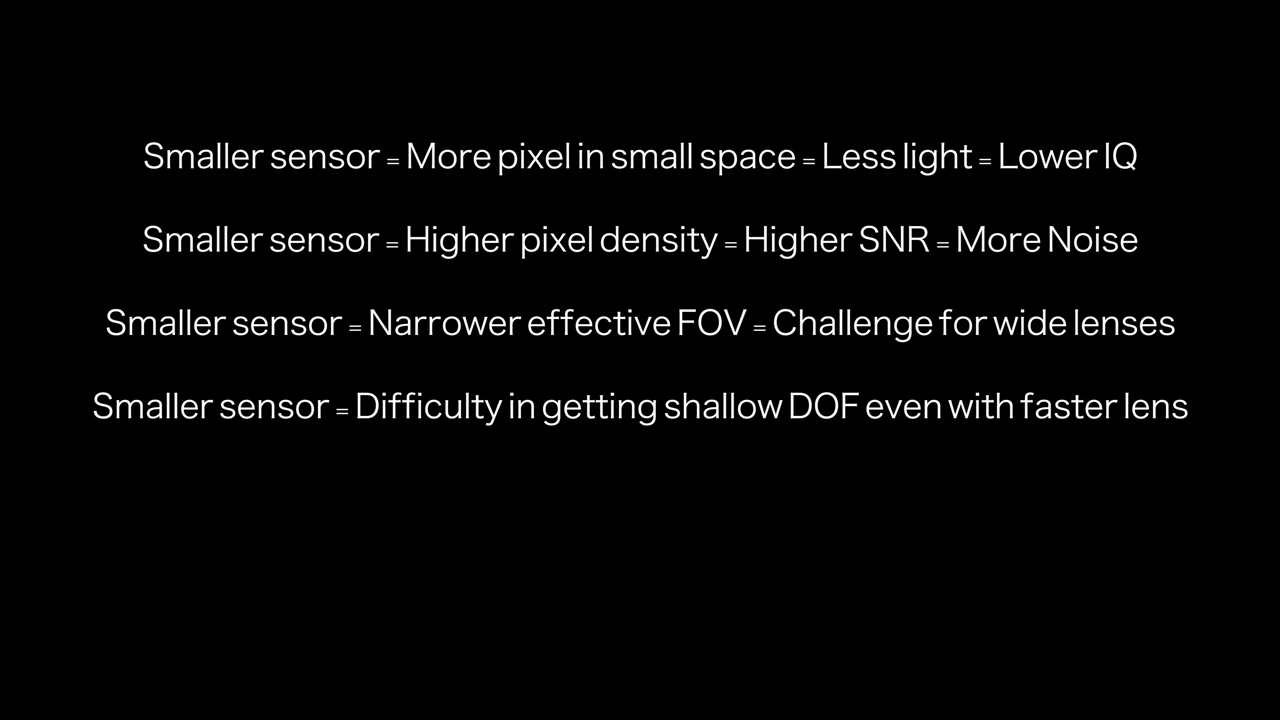 Smaller sensor = More pixel in small space = Less light = Lower IQ
Smaller sensor = Higher pixel density = Higher SNR = More Noise
Smaller sensor = Narrower effective FOV = Challenge for wide lenses
Smaller sensor = Difficulty in getting shallow DOF even with faster lens